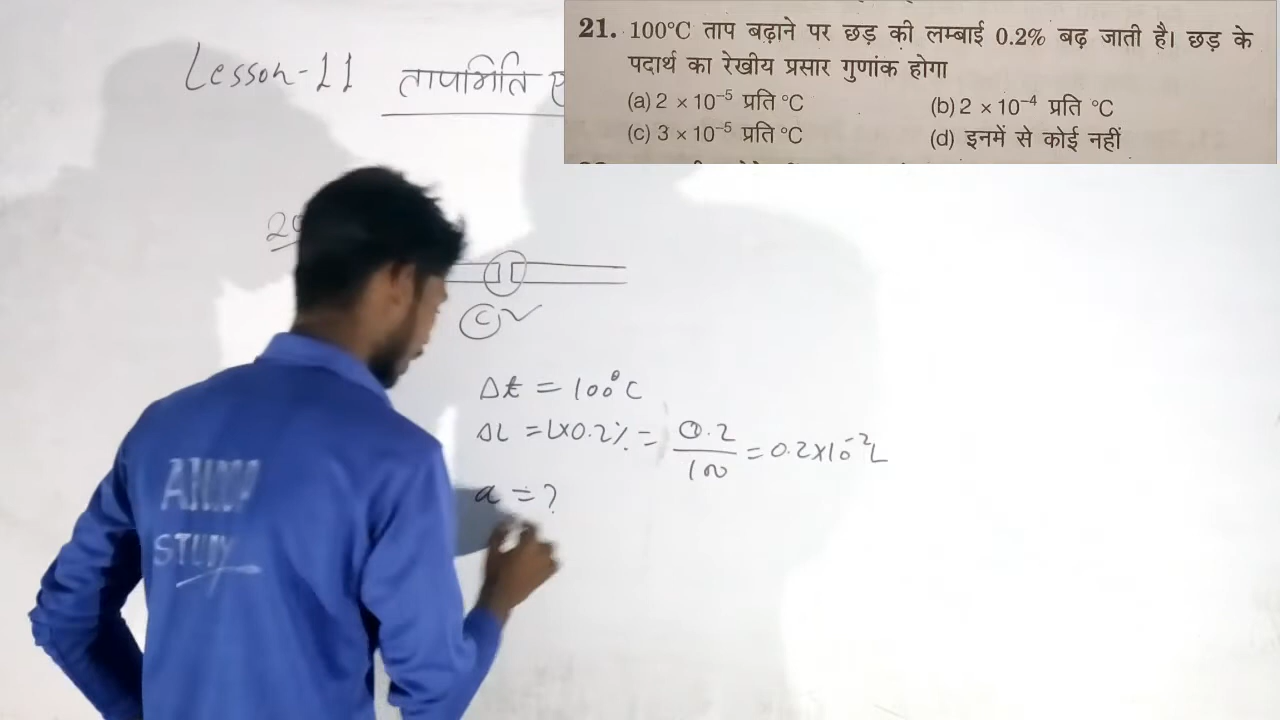 Lesson-11 तापमिति
21. 100°C ताप बढ़ाने पर छड़ की लम्बाई 0.2% बढ़ जाती है। छड़ के
पदार्थ का रेखीय प्रसार गुणांक होगा
(a) 2 × 10⁻⁵ प्रति °C (b) 2 × 10⁻⁴ प्रति °C
(c) 3 × 10⁻⁵ प्रति °C (d) इनमें से कोई नहीं
(c) ✓
Δt = 100°C
ΔL = L×0.2% = 0.2/100 = 0.2×10⁻²L
a = ?
STUDY